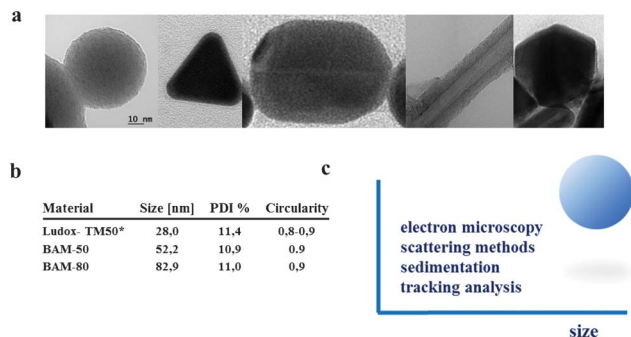 a
10 nm
b
Material Size [nm] PDI % Circularity
Ludox- TM50* 28,0 11,4 0,8-0,9
BAM-50 52,2 10,9 0.9
BAM-80 82,9 11,0 0,9
c
electron microscopy
scattering methods
sedimentation
tracking analysis
size